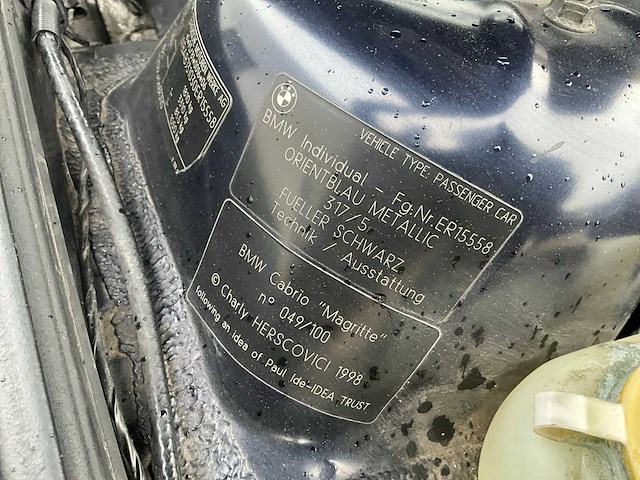 VEHICLE TYPE: PASSENGER CAR
BMW Individual – Fg:Nr.ER15558
ORIENTBLAU METALLIC
317/5
FUELLER SCHWARZ
Technik / Ausstattung
BMW Cabrio "Magritte"
n° 049/100
© Charly HERSCOVICI 1998
following an idea of Paul Ide-IDEA TRUST